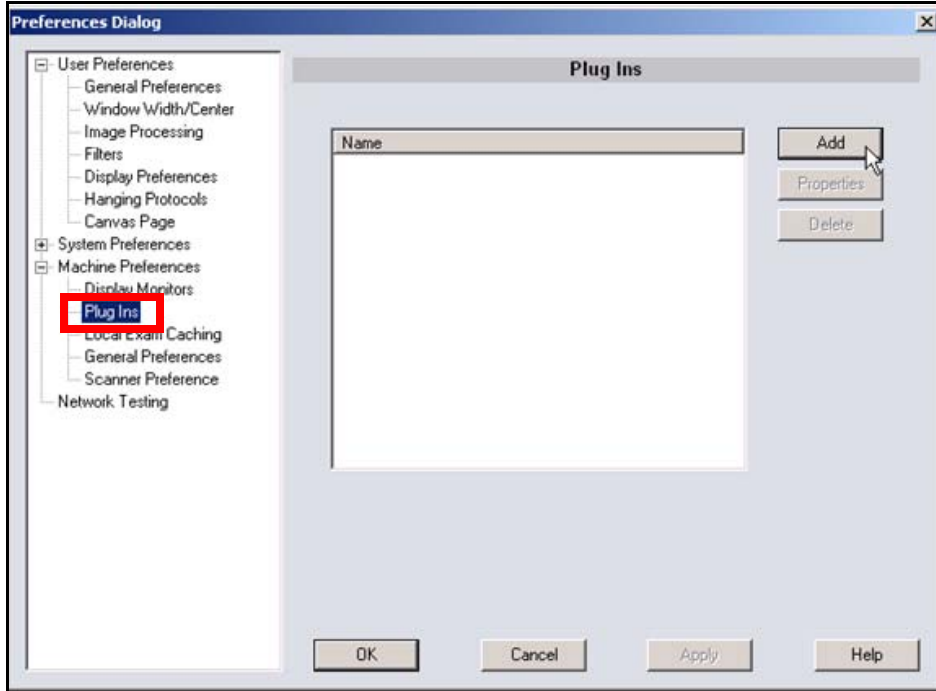 Preferences Dialog
User Preferences
General Preferences
Window Width/Center
Image Processing
Filters
Display Preferences
Hanging Protocols
Canvas Page
System Preferences
Machine Preferences
Display Monitors
Plug Ins
Local Exam Caching
General Preferences
Scanner Preference
Network Testing
Plug Ins
Name
Add
Properties
Delete
OK
Cancel
Apply
Help